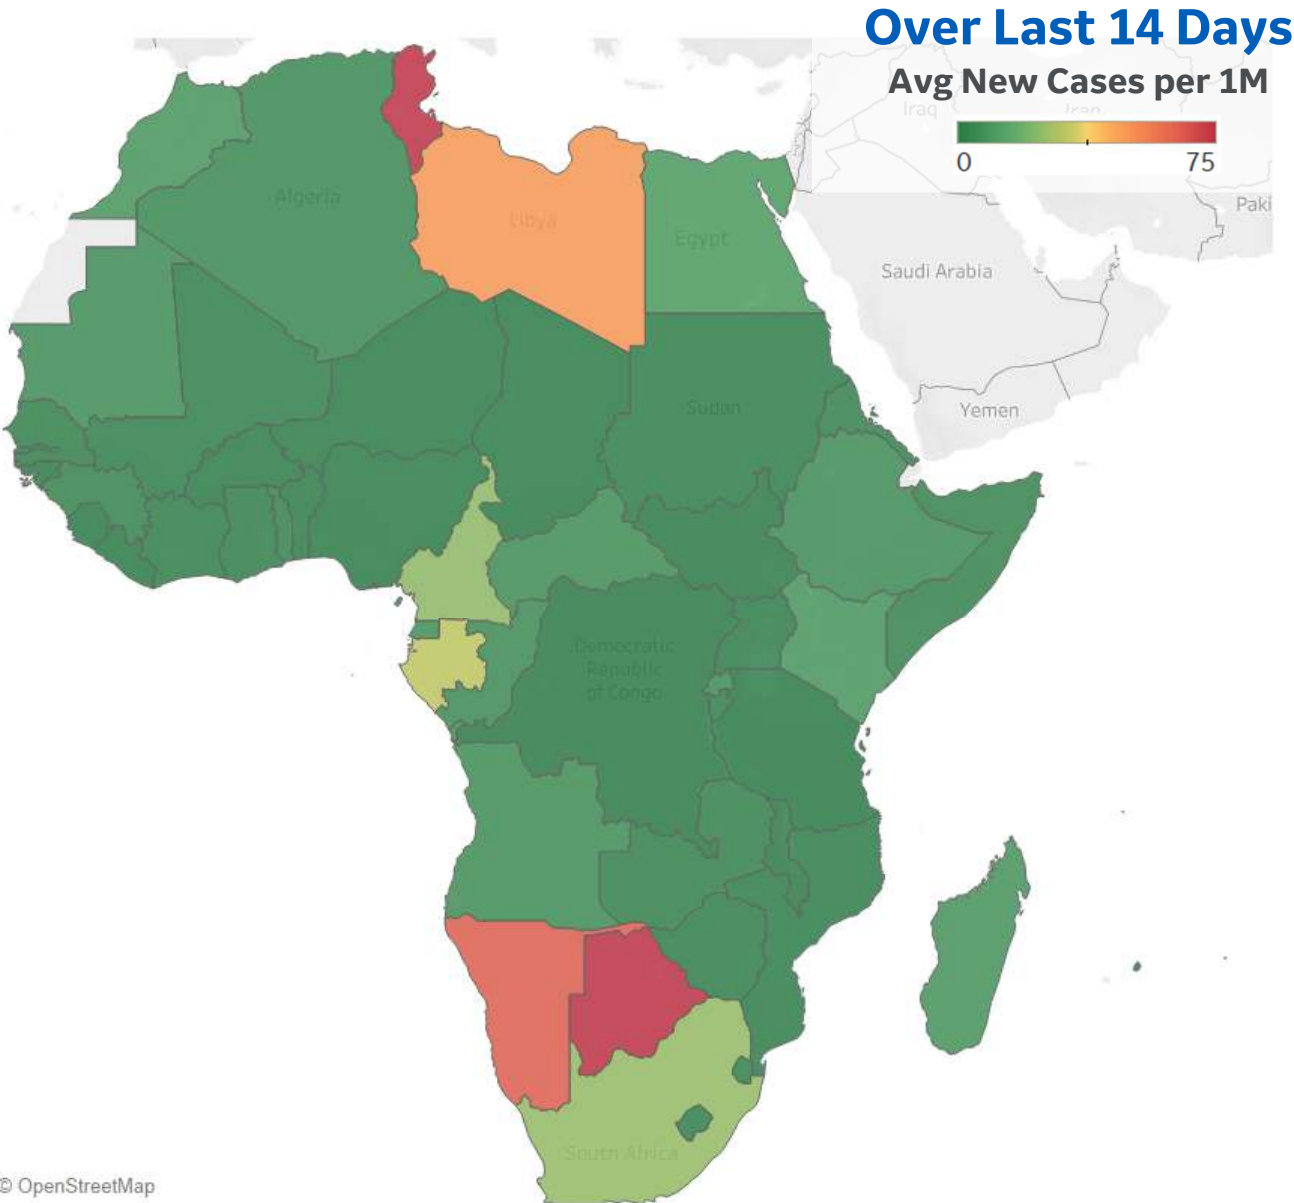 Over Last 14 Days
Avg New Cases per 1M
Iraq
Iran
0
75
Algeria
Libya
Egypt
Paki
Saudi Arabia
Sudan
Yemen
Democratic
Republic
of Congo
South Africa
© OpenStreetMap